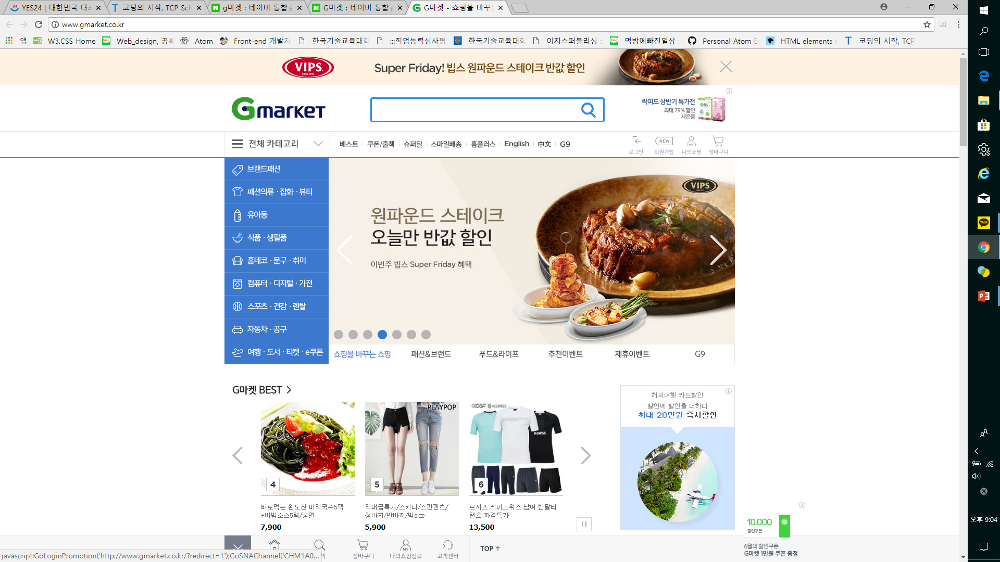 YES24 | 대한민국 대표
코딩의 시작, TCP Sch
g마켓 : 네이버 통합검
G마켓 : 네이버 통합검
G마켓 - 쇼핑을 바꾸는
www.gmarket.co.kr
앱
W3.CSS Home
Web_design, 공통
Atom
Front-end 개발자
한국기술교육대학
:::직업능력심사평
한국기술교육대학
이지스퍼블리싱 ::
먹방에빠진일상 :
Personal Atom Ec
HTML elements r
코딩의 시작, TCP
VIPS
SINCE 1997
Super Friday! 빕스 원파운드 스테이크 반값 할인
Gmarket
락피도 상반기 특가전
최대 79% 할인
사은품
전체 카테고리
베스트
쿠폰/출첵
슈퍼딜
스마일배송
홈플러스
English
中文
G9
로그인
NEW
회원가입
MY
나의쇼핑
장바구니
브랜드패션
패션의류 · 잡화 · 뷰티
유아동
식품 · 생필품
홈데코 · 문구 · 취미
컴퓨터 · 디지털 · 가전
스포츠 · 건강 · 렌탈
자동차 · 공구
여행 · 도서 · 티켓 · e쿠폰
VIPS
원파운드 스테이크
오늘만 반값 할인
이번주 빕스 Super Friday 혜택
쇼핑을 바꾸는 쇼핑
패션&브랜드
푸드&라이프
추천이벤트
제휴이벤트
G9
G마켓 BEST
PLAYPOP
K·SWISS
K·SWISS
4
5
6
바로먹는 완도산 미역국수5팩
+비빔소스5팩/냉면
7,900
역대급특가/스키니/스판팬츠/
청바지/반바지/빅size
5,900
르까프 케이스위스 남여 반팔티
팬츠 파격특가
13,500
해외여행 카드할인
할인에 할인을 더하다
최대 20만원 즉시할인
10,000
할인쿠폰
G
6월의 할인쿠폰
G마켓 1만원 쿠폰 증정
장바구니
MY
나의쇼핑정보
고객센터
TOP ↑
javascript:GoLoginPromotion('http://www.gmarket.co.kr/?redirect=1');GoSNAChannel('CHM1A0...
TALK
오후 9:04